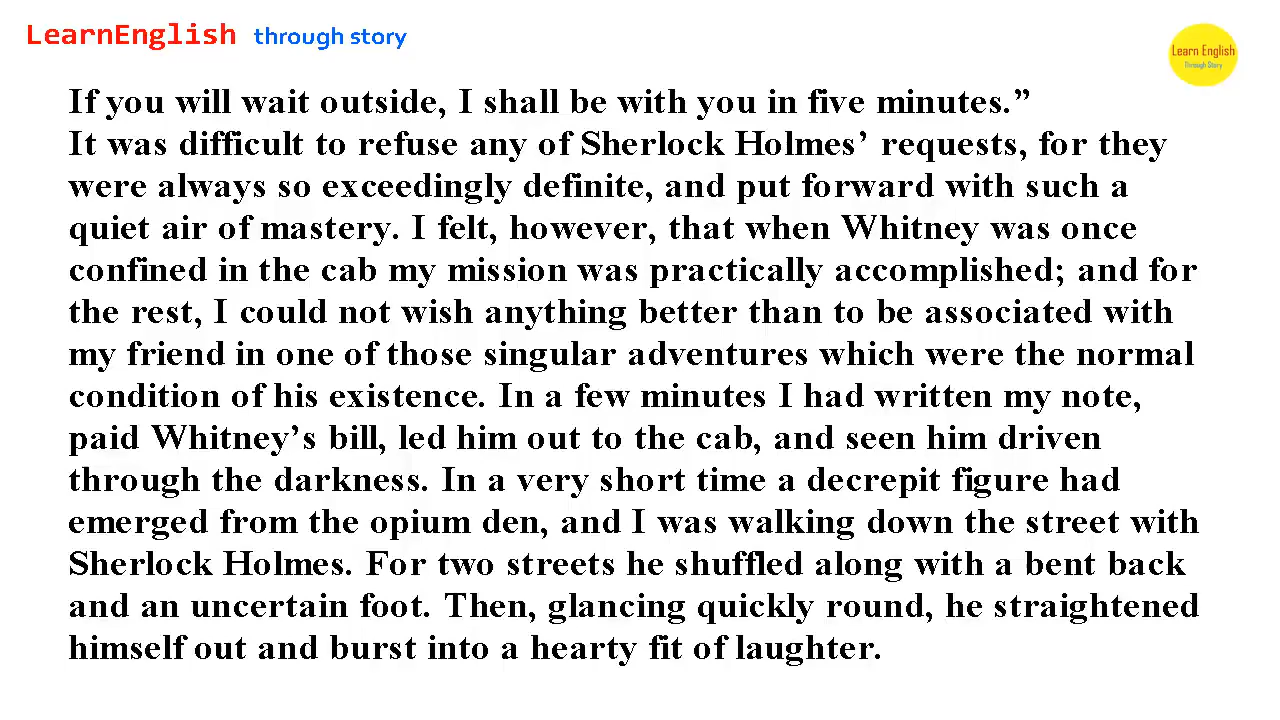 LearnEnglish through story
Learn English
Through Story
If you will wait outside, I shall be with you in five minutes.”
It was difficult to refuse any of Sherlock Holmes’ requests, for they
were always so exceedingly definite, and put forward with such a
quiet air of mastery. I felt, however, that when Whitney was once
confined in the cab my mission was practically accomplished; and for
the rest, I could not wish anything better than to be associated with
my friend in one of those singular adventures which were the normal
condition of his existence. In a few minutes I had written my note,
paid Whitney’s bill, led him out to the cab, and seen him driven
through the darkness. In a very short time a decrepit figure had
emerged from the opium den, and I was walking down the street with
Sherlock Holmes. For two streets he shuffled along with a bent back
and an uncertain foot. Then, glancing quickly round, he straightened
himself out and burst into a hearty fit of laughter.